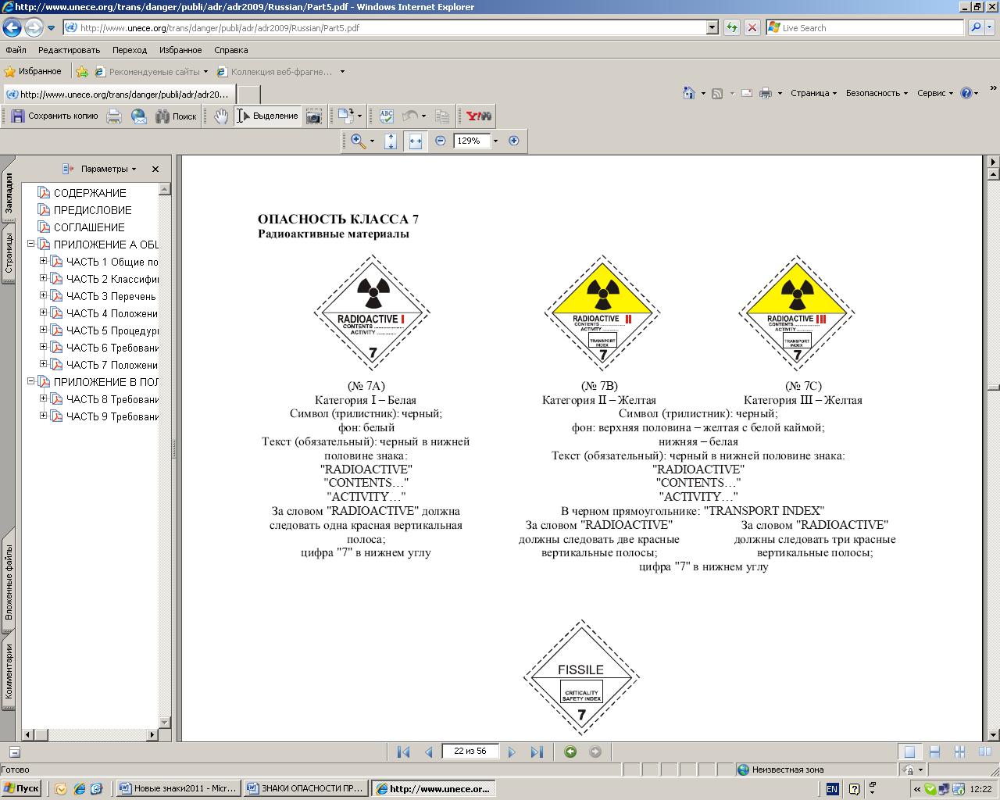 http://www.unece.org/trans/danger/publi/adr/adr2009/Russian/Part5.pdf - Windows Internet Explorer
http://www.unece.org/trans/danger/publi/adr/adr2009/Russian/Part5.pdf
Live Search
Файл Редактировать Переход Избранное Справка
Избранное Рекомендуемые сайты Коллекция веб-фрагме...
http://www.unece.org/trans/danger/publi/adr/adr20...
Страница Безопасность Сервис »
Сохранить копию Поиск Выделение
129%
Закладки
Страницы
Вложенные файлы
Комментарии
Параметры
СОДЕРЖАНИЕ
ПРЕДИСЛОВИЕ
СОГЛАШЕНИЕ
ПРИЛОЖЕНИЕ А ОБЩ
ЧАСТЬ 1 Общие по
ЧАСТЬ 2 Классифи
ЧАСТЬ 3 Перечень
ЧАСТЬ 4 Положени
ЧАСТЬ 5 Процедур
ЧАСТЬ 6 Требовани
ЧАСТЬ 7 Положени
ПРИЛОЖЕНИЕ В ПОЛ
ЧАСТЬ 8 Требовани
ЧАСТЬ 9 Требовани
ОПАСНОСТЬ КЛАССА 7
Радиоактивные материалы
RADIOACTIVE I
CONTENTS
ACTIVITY
7
RADIOACTIVE II
CONTENTS
ACTIVITY
TRANSPORT
INDEX
7
RADIOACTIVE III
CONTENTS
ACTIVITY
TRANSPORT
INDEX
7
(№ 7A)
Категория I – Белая
Символ (трилистник): черный;
фон: белый
Текст (обязательный): черный в нижней
половине знака:
"RADIOACTIVE"
"CONTENTS…"
"ACTIVITY…"
За словом "RADIOACTIVE" должна
следовать одна красная вертикальная
полоса;
цифра "7" в нижнем углу
(№ 7B) (№ 7C)
Категория II – Желтая Категория III – Желтая
Символ (трилистник): черный;
фон: верхняя половина – желтая с белой каймой;
нижняя – белая
Текст (обязательный): черный в нижней половине знака:
"RADIOACTIVE"
"CONTENTS…"
"ACTIVITY…"
В черном прямоугольнике: "TRANSPORT INDEX"
За словом "RADIOACTIVE"
должны следовать две красные
вертикальные полосы;
За словом "RADIOACTIVE"
должны следовать три красные
вертикальные полосы;
цифра "7" в нижнем углу
FISSILE
CRITICALITY
SAFETY INDEX
7
22 из 56
Готово Неизвестная зона
Пуск Новые знаки2011 - Micr... ЗНАКИ ОПАСНОСТИ ПР... http://www.unece.or... EN « 12:22